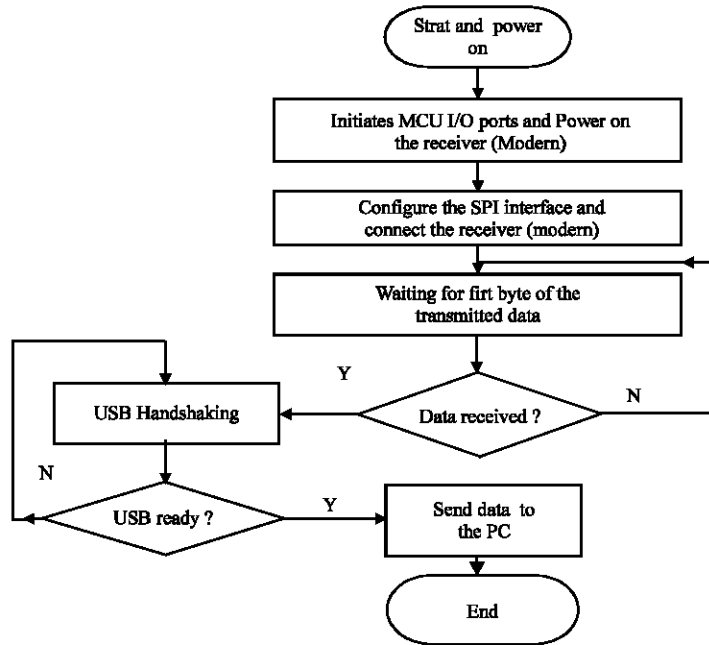 Strat and power
on
Initiates MCU I/O ports and Power on
the receiver (Modern)
Configure the SPI interface and
connect the receiver (modern)
Waiting for firt byte of the
transmitted data
Y
Data received ?
N
USB Handshaking
N
USB ready ?
Y
Send data to
the PC
End